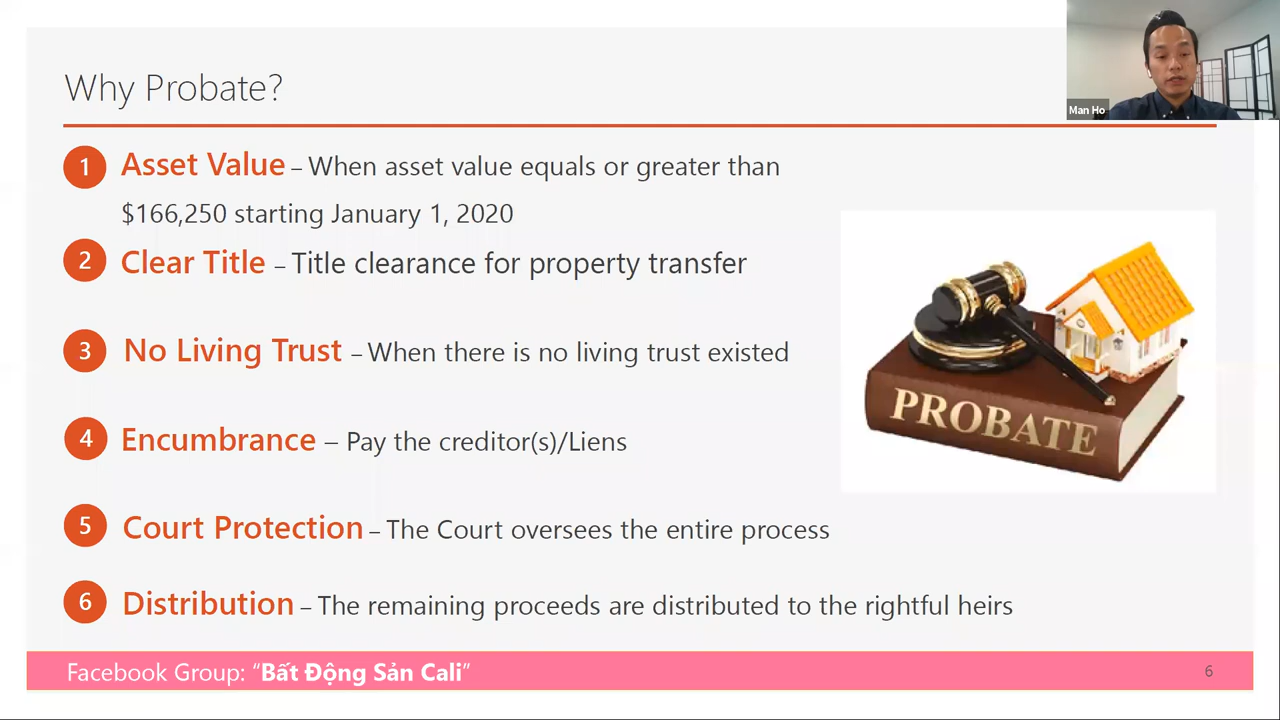 Why Probate?
Man Ho
1 Asset Value – When asset value equals or greater than
$166,250 starting January 1, 2020
2 Clear Title – Title clearance for property transfer
3 No Living Trust – When there is no living trust existed
PROBATE
4 Encumbrance – Pay the creditor(s)/Liens
5 Court Protection – The Court oversees the entire process
6 Distribution – The remaining proceeds are distributed to the rightful heirs
Facebook Group: “Bất Động Sản Cali”
6